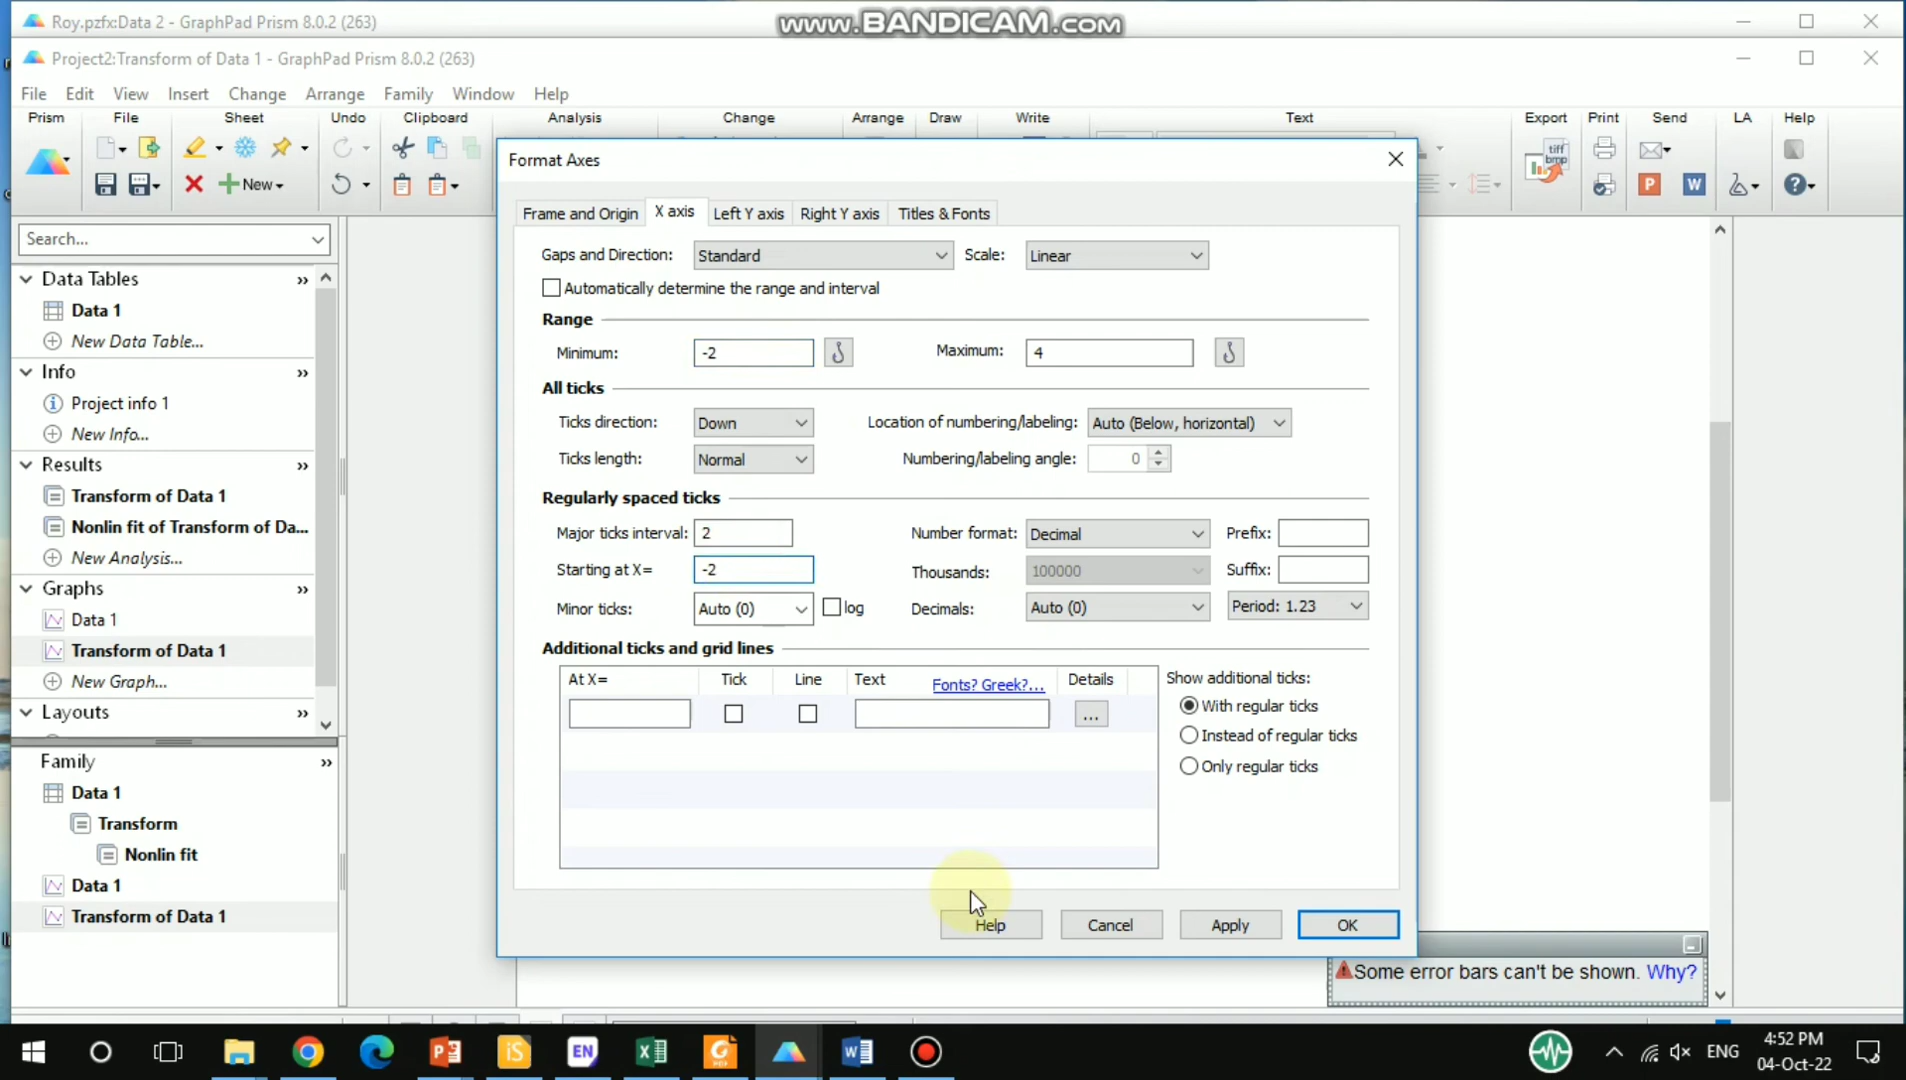 Roy.pzfx:Data 2 - GraphPad Prism 8.0.2 (263)
www.BANDICAM.com
Project2:Transform of Data 1 - GraphPad Prism 8.0.2 (263)
File Edit View Insert Change Arrange Family Window Help
Prism File Sheet Undo Clipboard Analysis Change Arrange Draw Write Text Export Print Send LA Help
New
tiff
bmp
P
W
Format Axes
Frame and Origin X axis Left Y axis Right Y axis Titles & Fonts
Search...
Gaps and Direction: Standard Scale: Linear
Automatically determine the range and interval
Range
Minimum: -2 Maximum: 4
All ticks
Ticks direction: Down Location of numbering/labeling: Auto (Below, horizontal)
Ticks length: Normal Numbering/labeling angle: 0
Regularly spaced ticks
Major ticks interval: 2 Number format: Decimal Prefix:
Starting at X= -2 Thousands: 100000 Suffix:
Minor ticks: Auto (0) log Decimals: Auto (0) Period: 1.23
Additional ticks and grid lines
At X= Tick Line Text Fonts? Greek?... Details
...
Show additional ticks:
With regular ticks
Instead of regular ticks
Only regular ticks
Help Cancel Apply OK
Data Tables »
Data 1
New Data Table...
Info »
Project info 1
New Info...
Results »
Transform of Data 1
Nonlin fit of Transform of Da...
New Analysis...
Graphs »
Data 1
Transform of Data 1
New Graph...
Layouts »
Family »
Data 1
Transform
Nonlin fit
Data 1
Transform of Data 1
Some error bars can't be shown. Why?
iS
EN
ENG
4:52 PM
04-Oct-22